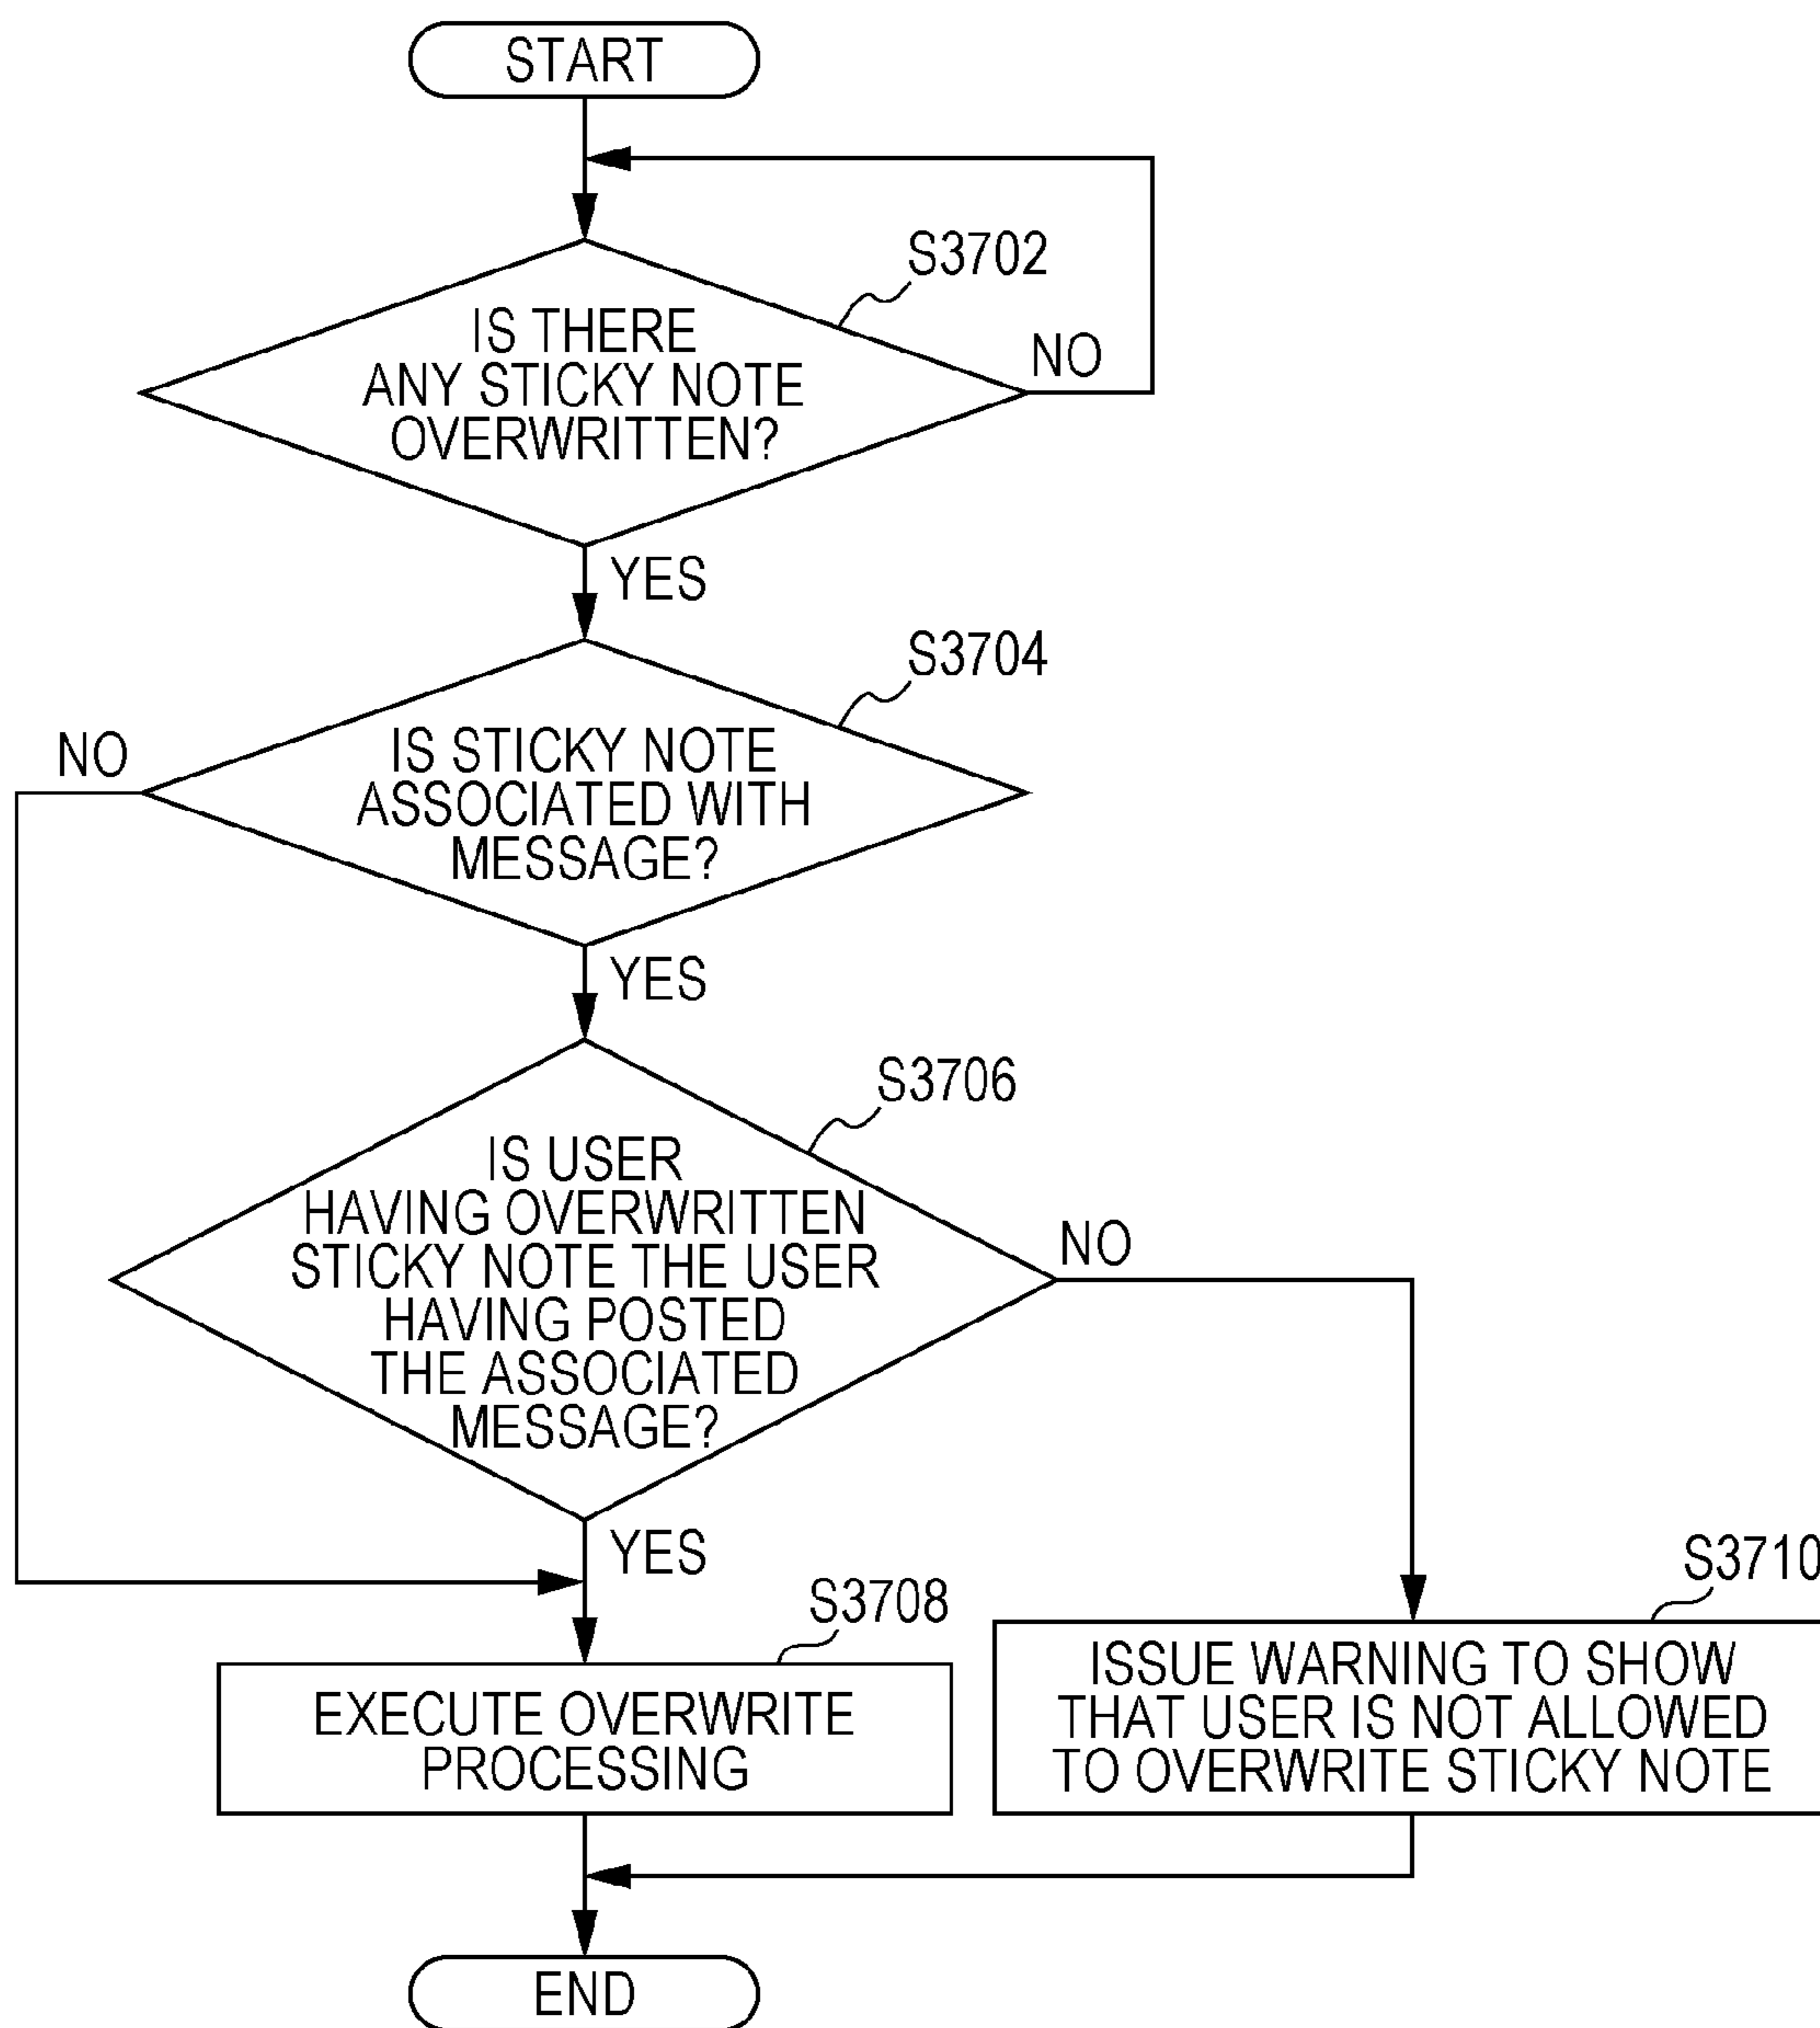 START
S3702
IS THERE
ANY STICKY NOTE
OVERWRITTEN?
NO
YES
S3704
NO
IS STICKY NOTE
ASSOCIATED WITH
MESSAGE?
YES
S3706
IS USER
HAVING OVERWRITTEN
STICKY NOTE THE USER
HAVING POSTED
THE ASSOCIATED
MESSAGE?
NO
YES
S3708
EXECUTE OVERWRITE
PROCESSING
S3710
ISSUE WARNING TO SHOW
THAT USER IS NOT ALLOWED
TO OVERWRITE STICKY NOTE
END